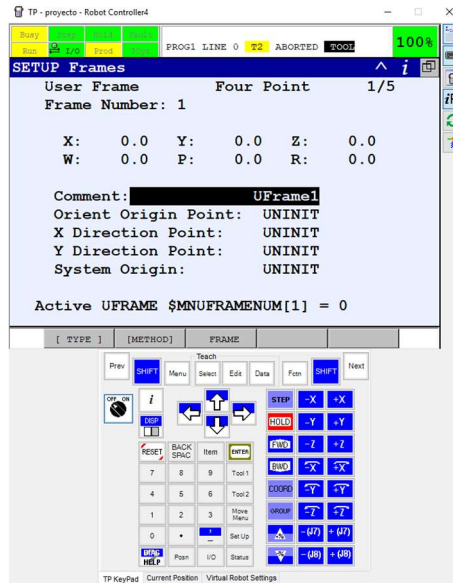 TP - proyecto - Robot Controller4
Busy Step Hold Fault
Run I/O Prod TCyc
PROG1 LINE 0 T2 ABORTED TOOL 100%
SETUP Frames i
User Frame Four Point 1/5
Frame Number: 1
X: 0.0 Y: 0.0 Z: 0.0
W: 0.0 P: 0.0 R: 0.0
Comment: UFrame1
Orient Origin Point: UNINIT
X Direction Point: UNINIT
Y Direction Point: UNINIT
System Origin: UNINIT
Active UFRAME $MNUFRAMENUM[1] = 0
[ TYPE ] [METHOD] FRAME
Teach
Prev SHIFT Menu Select Edit Data Fctn SHIFT Next
OFF ON i STEP -X +X
DISP HOLD -Y +Y
RESET BACK SPAC Item ENTER FWD -Z +Z
7 8 9 Tool 1 BWD -X +X
4 5 6 Tool 2 COORD -Y +Y
1 2 3 Move Menu GROUP -Z +Z
0 . - Set Up - (J7) + (J7)
DIAG HELP Posn I/O Status - (J8) + (J8)
TP KeyPad Current Position Virtual Robot Settings